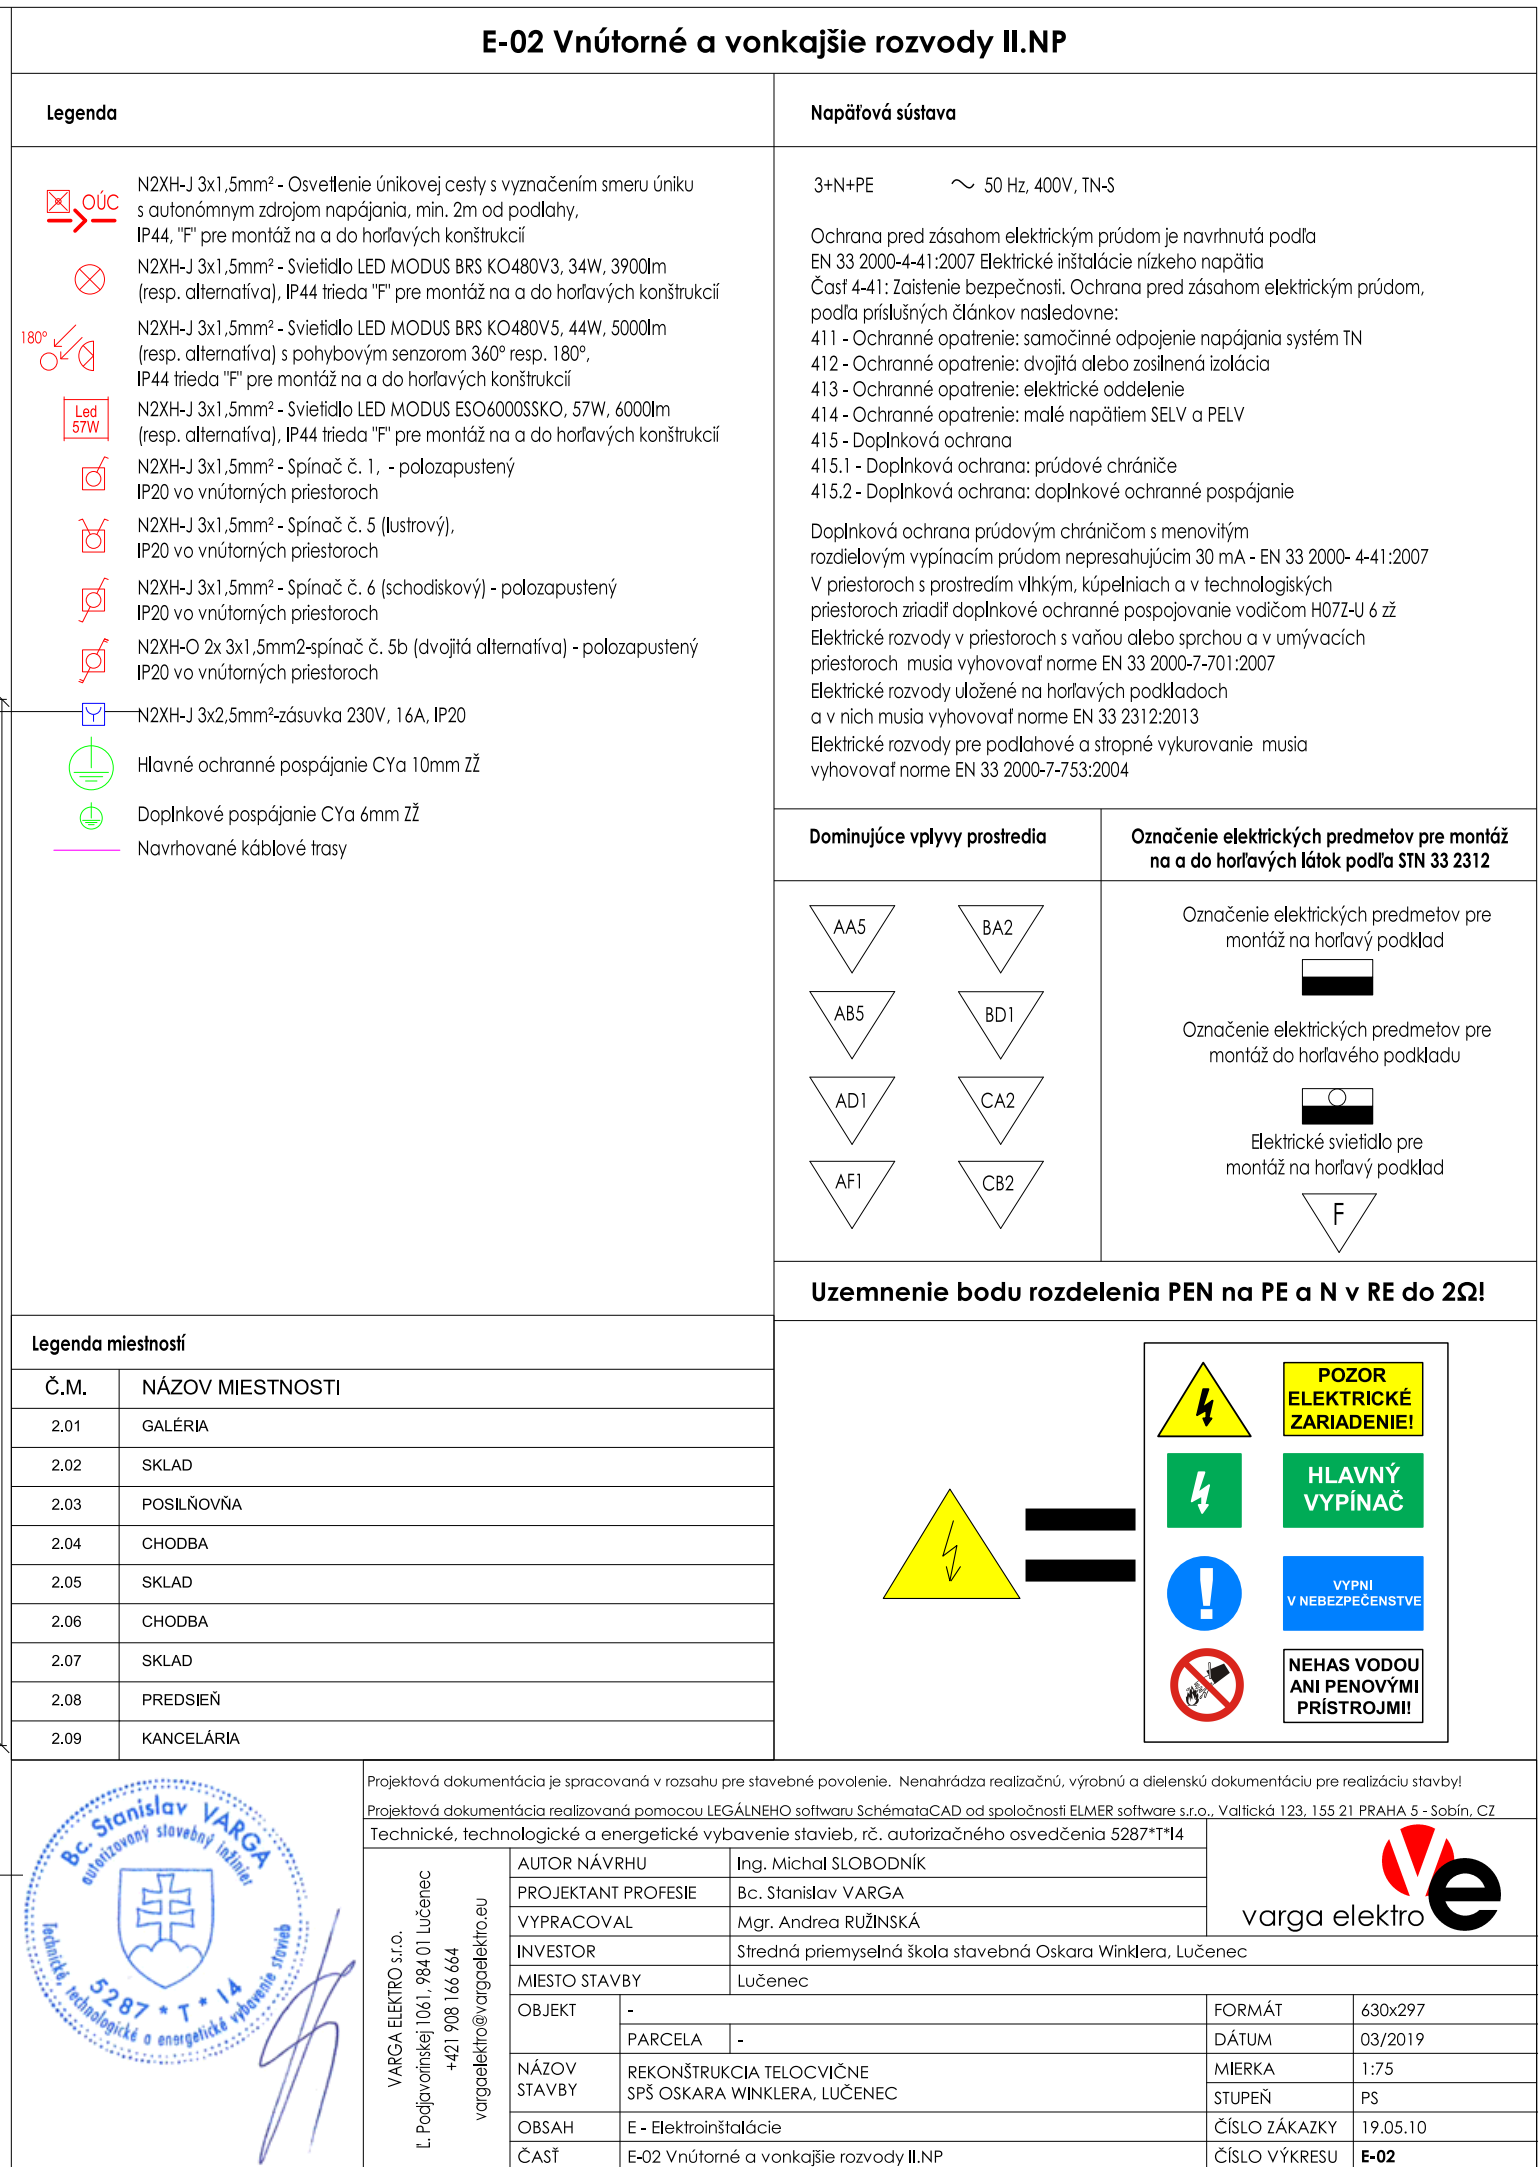 E-02 Vnútorné a vonkajšie rozvody II.NP
Legenda
OÚC
N2XH-J 3x1,5mm² - Osvetlenie únikovej cesty s vyznačením smeru úniku
s autonómnym zdrojom napájania, min. 2m od podlahy,
IP44, "F" pre montáž na a do horľavých konštrukcií
N2XH-J 3x1,5mm² - Svietidlo LED MODUS BRS KO480V3, 34W, 3900lm
(resp. alternatíva), IP44 trieda "F" pre montáž na a do horľavých konštrukcií
180°
N2XH-J 3x1,5mm² - Svietidlo LED MODUS BRS KO480V5, 44W, 5000lm
(resp. alternatíva) s pohybovým senzorom 360° resp. 180°,
IP44 trieda "F" pre montáž na a do horľavých konštrukcií
Led
57W
N2XH-J 3x1,5mm² - Svietidlo LED MODUS ESO6000SSKO, 57W, 6000lm
(resp. alternatíva), IP44 trieda "F" pre montáž na a do horľavých konštrukcií
N2XH-J 3x1,5mm² - Spínač č. 1, - polozapustený
IP20 vo vnútorných priestoroch
N2XH-J 3x1,5mm² - Spínač č. 5 (lustrový),
IP20 vo vnútorných priestoroch
N2XH-J 3x1,5mm² - Spínač č. 6 (schodiskový) - polozapustený
IP20 vo vnútorných priestoroch
N2XH-O 2x 3x1,5mm2-spínač č. 5b (dvojitá alternatíva) - polozapustený
IP20 vo vnútorných priestoroch
N2XH-J 3x2,5mm²-zásuvka 230V, 16A, IP20
Hlavné ochranné pospájanie CYa 10mm ZŽ
Doplnkové pospájanie CYa 6mm ZŽ
Navrhované káblové trasy
Napäťová sústava
3+N+PE ~ 50 Hz, 400V, TN-S
Ochrana pred zásahom elektrickým prúdom je navrhnutá podľa
EN 33 2000-4-41:2007 Elektrické inštalácie nízkeho napätia
Časť 4-41: Zaistenie bezpečnosti. Ochrana pred zásahom elektrickým prúdom,
podľa príslušných článkov nasledovne:
411 - Ochranné opatrenie: samočinné odpojenie napájania systém TN
412 - Ochranné opatrenie: dvojitá alebo zosilnená izolácia
413 - Ochranné opatrenie: elektrické oddelenie
414 - Ochranné opatrenie: malé napätiem SELV a PELV
415 - Doplnková ochrana
415.1 - Doplnková ochrana: prúdové chrániče
415.2 - Doplnková ochrana: doplnkové ochranné pospájanie
Doplnková ochrana prúdovým chráničom s menovitým
rozdielovým vypínacím prúdom nepresahujúcim 30 mA - EN 33 2000- 4-41:2007
V priestoroch s prostredím vlhkým, kúpelniach a v technologiských
priestoroch zriadiť doplnkové ochranné pospojovanie vodičom H07Z-U 6 zž
Elektrické rozvody v priestoroch s vaňou alebo sprchou a v umývacích
priestoroch musia vyhovovať norme EN 33 2000-7-701:2007
Elektrické rozvody uložené na horľavých podkladoch
a v nich musia vyhovovať norme EN 33 2312:2013
Elektrické rozvody pre podlahové a stropné vykurovanie musia
vyhovovať norme EN 33 2000-7-753:2004
Dominujúce vplyvy prostredia
AA5 BA2
AB5 BD1
AD1 CA2
AF1 CB2
Označenie elektrických predmetov pre montáž
na a do horľavých látok podľa STN 33 2312
Označenie elektrických predmetov pre
montáž na horľavý podklad
Označenie elektrických predmetov pre
montáž do horľavého podkladu
Elektrické svietidlo pre
montáž na horľavý podklad
F
Uzemnenie bodu rozdelenia PEN na PE a N v RE do 2Ω!
POZOR
ELEKTRICKÉ
ZARIADENIE!
HLAVNÝ
VYPÍNAČ
VYPNI
V NEBEZPEČENSTVE
NEHAS VODOU
ANI PENOVÝMI
PRÍSTROJMI!
Legenda miestností
Č.M. NÁZOV MIESTNOSTI
2.01 GALÉRIA
2.02 SKLAD
2.03 POSILŇOVŇA
2.04 CHODBA
2.05 SKLAD
2.06 CHODBA
2.07 SKLAD
2.08 PREDSIEŇ
2.09 KANCELÁRIA
Bc. Stanislav VARGA
autorizovaný stavebný inžinier
5287 * T * I4
Technické, technologické a energetické vybavenie stavieb
Projektová dokumentácia je spracovaná v rozsahu pre stavebné povolenie. Nenahrádza realizačnú, výrobnú a dielenskú dokumentáciu pre realizáciu stavby!
Projektová dokumentácia realizovaná pomocou LEGÁLNEHO softwaru SchémataCAD od spoločnosti ELMER software s.r.o., Valtická 123, 155 21 PRAHA 5 - Sobín, CZ
Technické, technologické a energetické vybavenie stavieb, rč. autorizačného osvedčenia 5287*T*I4
VARGA ELEKTRO s.r.o.
Ľ. Podjavorinskej 1061, 984 01 Lučenec
+421 908 166 664
vargaelektro@vargaelektro.eu
AUTOR NÁVRHU Ing. Michal SLOBODNÍK
PROJEKTANT PROFESIE Bc. Stanislav VARGA
VYPRACOVAL Mgr. Andrea RUŽINSKÁ
ve
varga elektro
INVESTOR Stredná priemyselná škola stavebná Oskara Winklera, Lučenec
MIESTO STAVBY Lučenec
OBJEKT - FORMÁT 630x297
PARCELA - DÁTUM 03/2019
NÁZOV STAVBY REKONŠTRUKCIA TELOCVIČNE
SPŠ OSKARA WINKLERA, LUČENEC
MIERKA 1:75
STUPEŇ PS
OBSAH E - Elektroinštalácie ČÍSLO ZÁKAZKY 19.05.10
ČASŤ E-02 Vnútorné a vonkajšie rozvody II.NP ČÍSLO VÝKRESU E-02